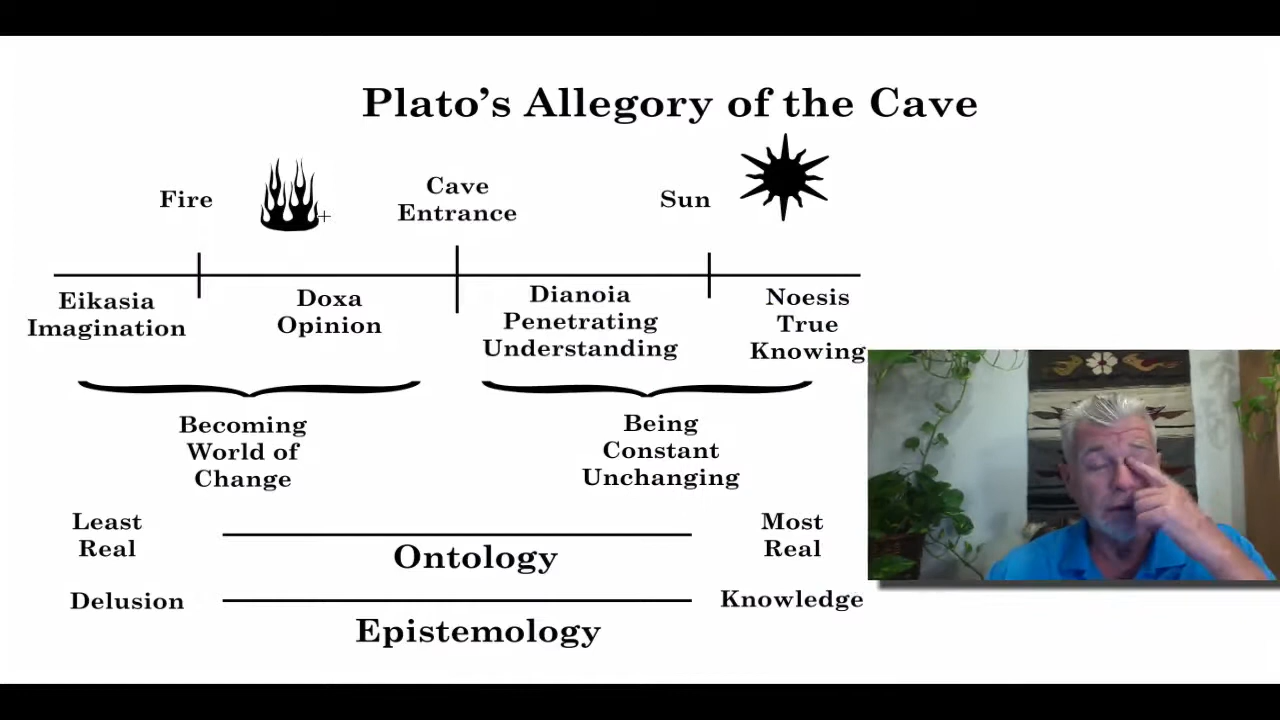 Plato's Allegory of the Cave
Fire
Cave
Entrance
Sun
Eikasia
Imagination
Doxa
Opinion
Dianoia
Penetrating
Understanding
Noesis
True
Knowing
Becoming
World of
Change
Being
Constant
Unchanging
Least
Real
Most
Real
Ontology
Delusion
Knowledge
Epistemology